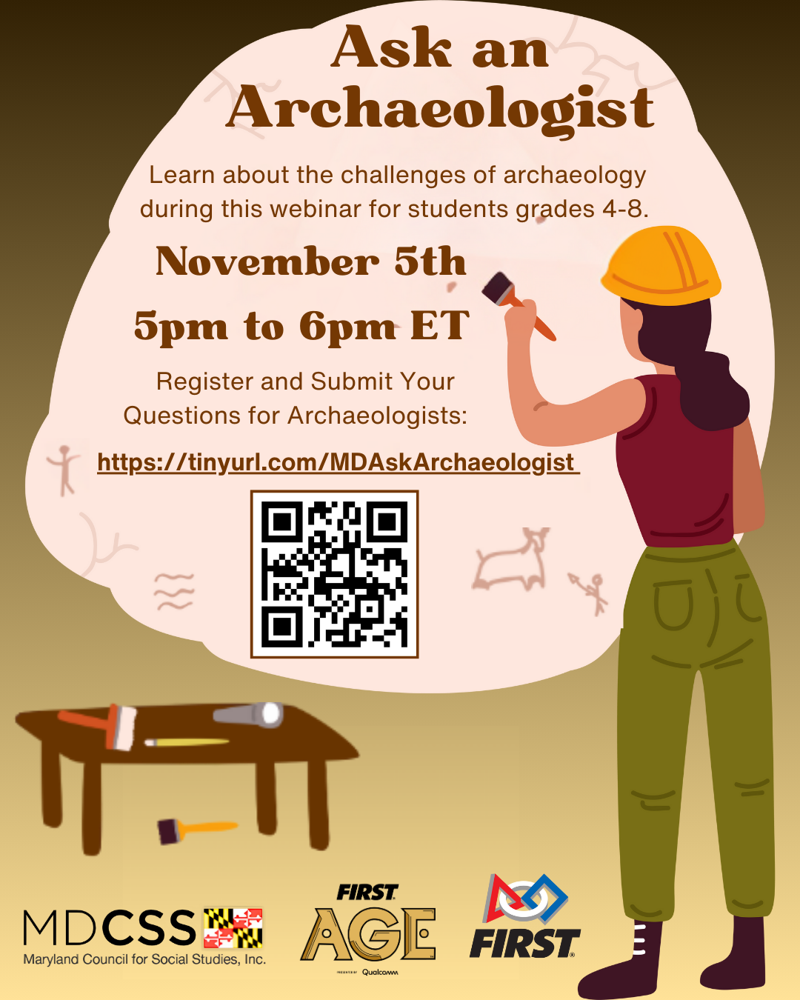 Ask an
Archaeologist
Learn about the challenges of archaeology
during this webinar for students grades 4-8.
November 5th
5pm to 6pm ET
Register and Submit Your
Questions for Archaeologists:
https://tinyurl.com/MDAskArchaeologist
MDCSS
Maryland Council for Social Studies, Inc.
FIRST
AGE
PRESENTED BY Qualcomm
FIRST®